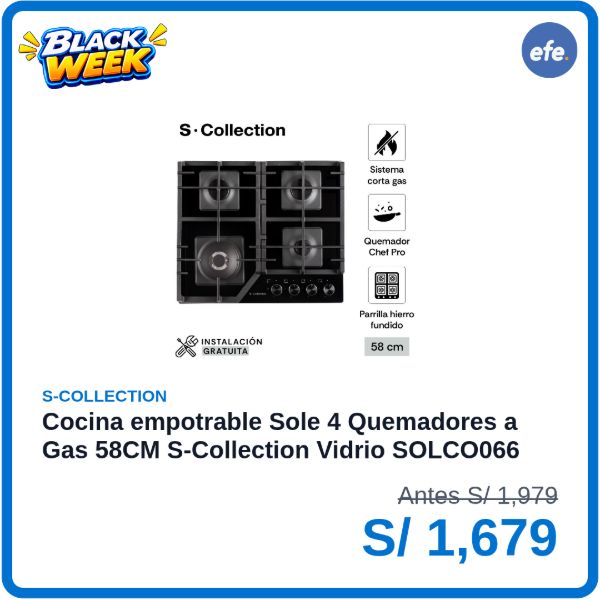 BLACK
WEEK
efe.
S·Collection
Sistema
corta gas
Quemador
Chef Pro
Parrilla hierro
fundido
58 cm
INSTALACIÓN
GRATUITA
S-COLLECTION
Cocina empotrable Sole 4 Quemadores a
Gas 58CM S-Collection Vidrio SOLCO066
Antes S/ 1,979
S/ 1,679